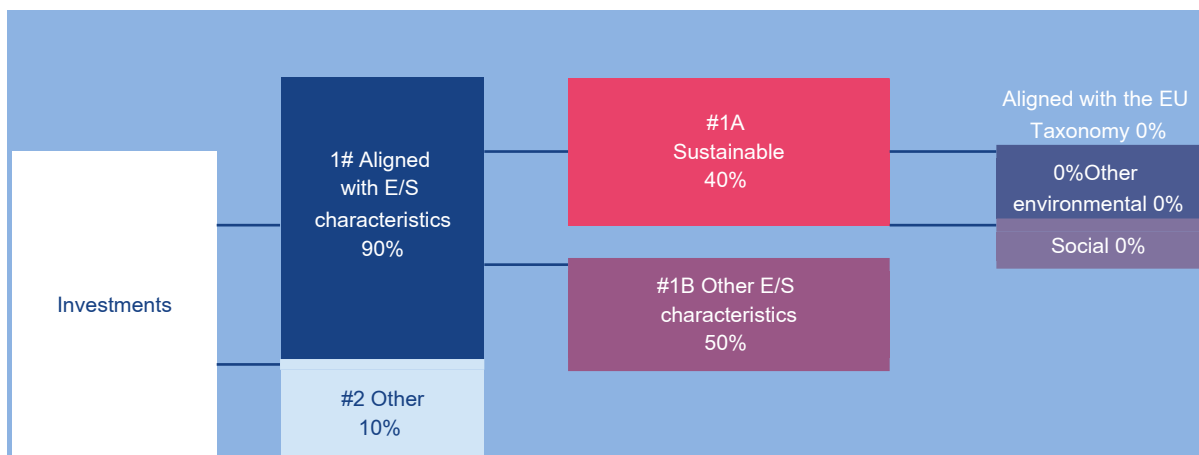 Investments
1# Aligned
with E/S
characteristics
90%
#2 Other
10%
#1A
Sustainable
40%
#1B Other E/S
characteristics
50%
Aligned with the EU
Taxonomy 0%
0%Other
environmental 0%
Social 0%